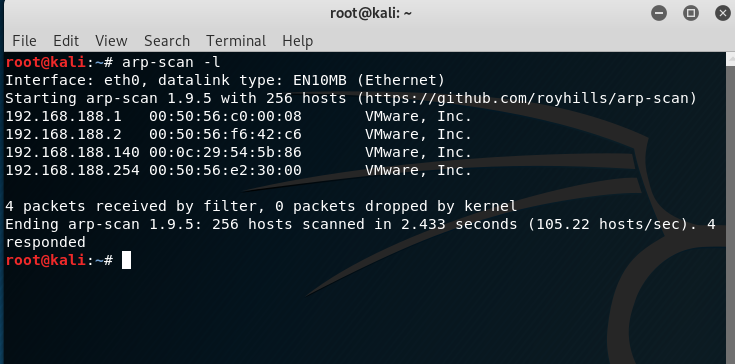 root@kali: ~
File Edit View Search Terminal Help
root@kali:~# arp-scan -l
Interface: eth0, datalink type: EN10MB (Ethernet)
Starting arp-scan 1.9.5 with 256 hosts (https://github.com/royhills/arp-scan)
192.168.188.1 00:50:56:c0:00:08 VMware, Inc.
192.168.188.2 00:50:56:f6:42:c6 VMware, Inc.
192.168.188.140 00:0c:29:54:5b:86 VMware, Inc.
192.168.188.254 00:50:56:e2:30:00 VMware, Inc.
4 packets received by filter, 0 packets dropped by kernel
Ending arp-scan 1.9.5: 256 hosts scanned in 2.433 seconds (105.22 hosts/sec). 4
responded
root@kali:~#